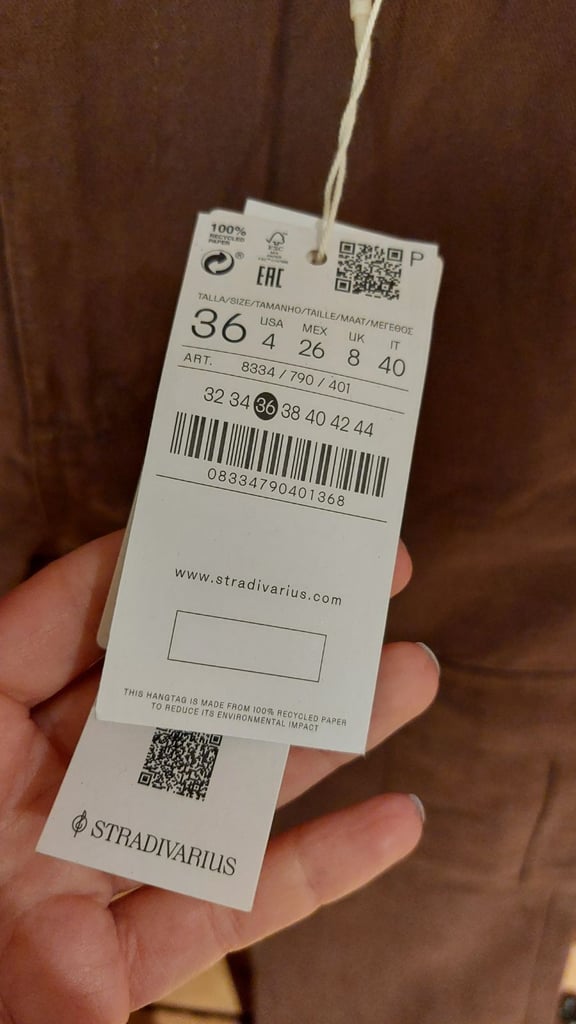 100%
RECYCLED
PAPER
FSC
EAC
P
TALLA/SIZE/TAMANHO/TAILLE/MAAT/ΜΕΓΕΘΟΣ
36 USA 4 MEX 26 UK 8 IT 40
ART. 8334 / 790 / 401
32 34 36 38 40 42 44
08334790401368
www.stradivarius.com
THIS HANGTAG IS MADE FROM 100% RECYCLED PAPER
TO REDUCE ITS ENVIRONMENTAL IMPACT
STRADIVARIUS